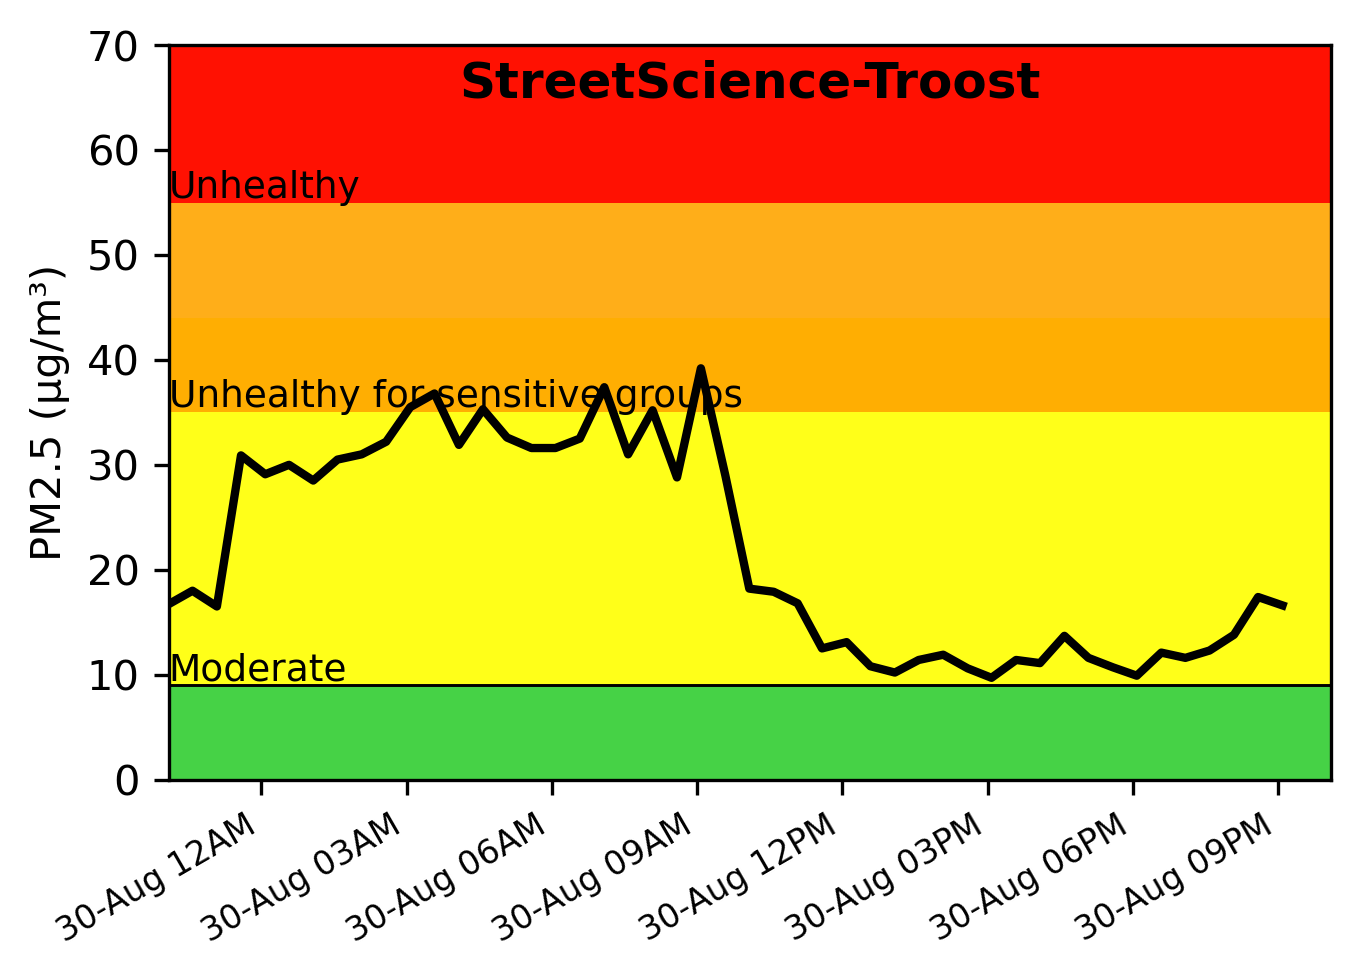 StreetScience-Troost
70
60
50
40
30
20
10
0
PM2.5 (µg/m³)
Unhealthy
Unhealthy for sensitive groups
Moderate
30-Aug 12AM
30-Aug 03AM
30-Aug 06AM
30-Aug 09AM
30-Aug 12PM
30-Aug 03PM
30-Aug 06PM
30-Aug 09PM